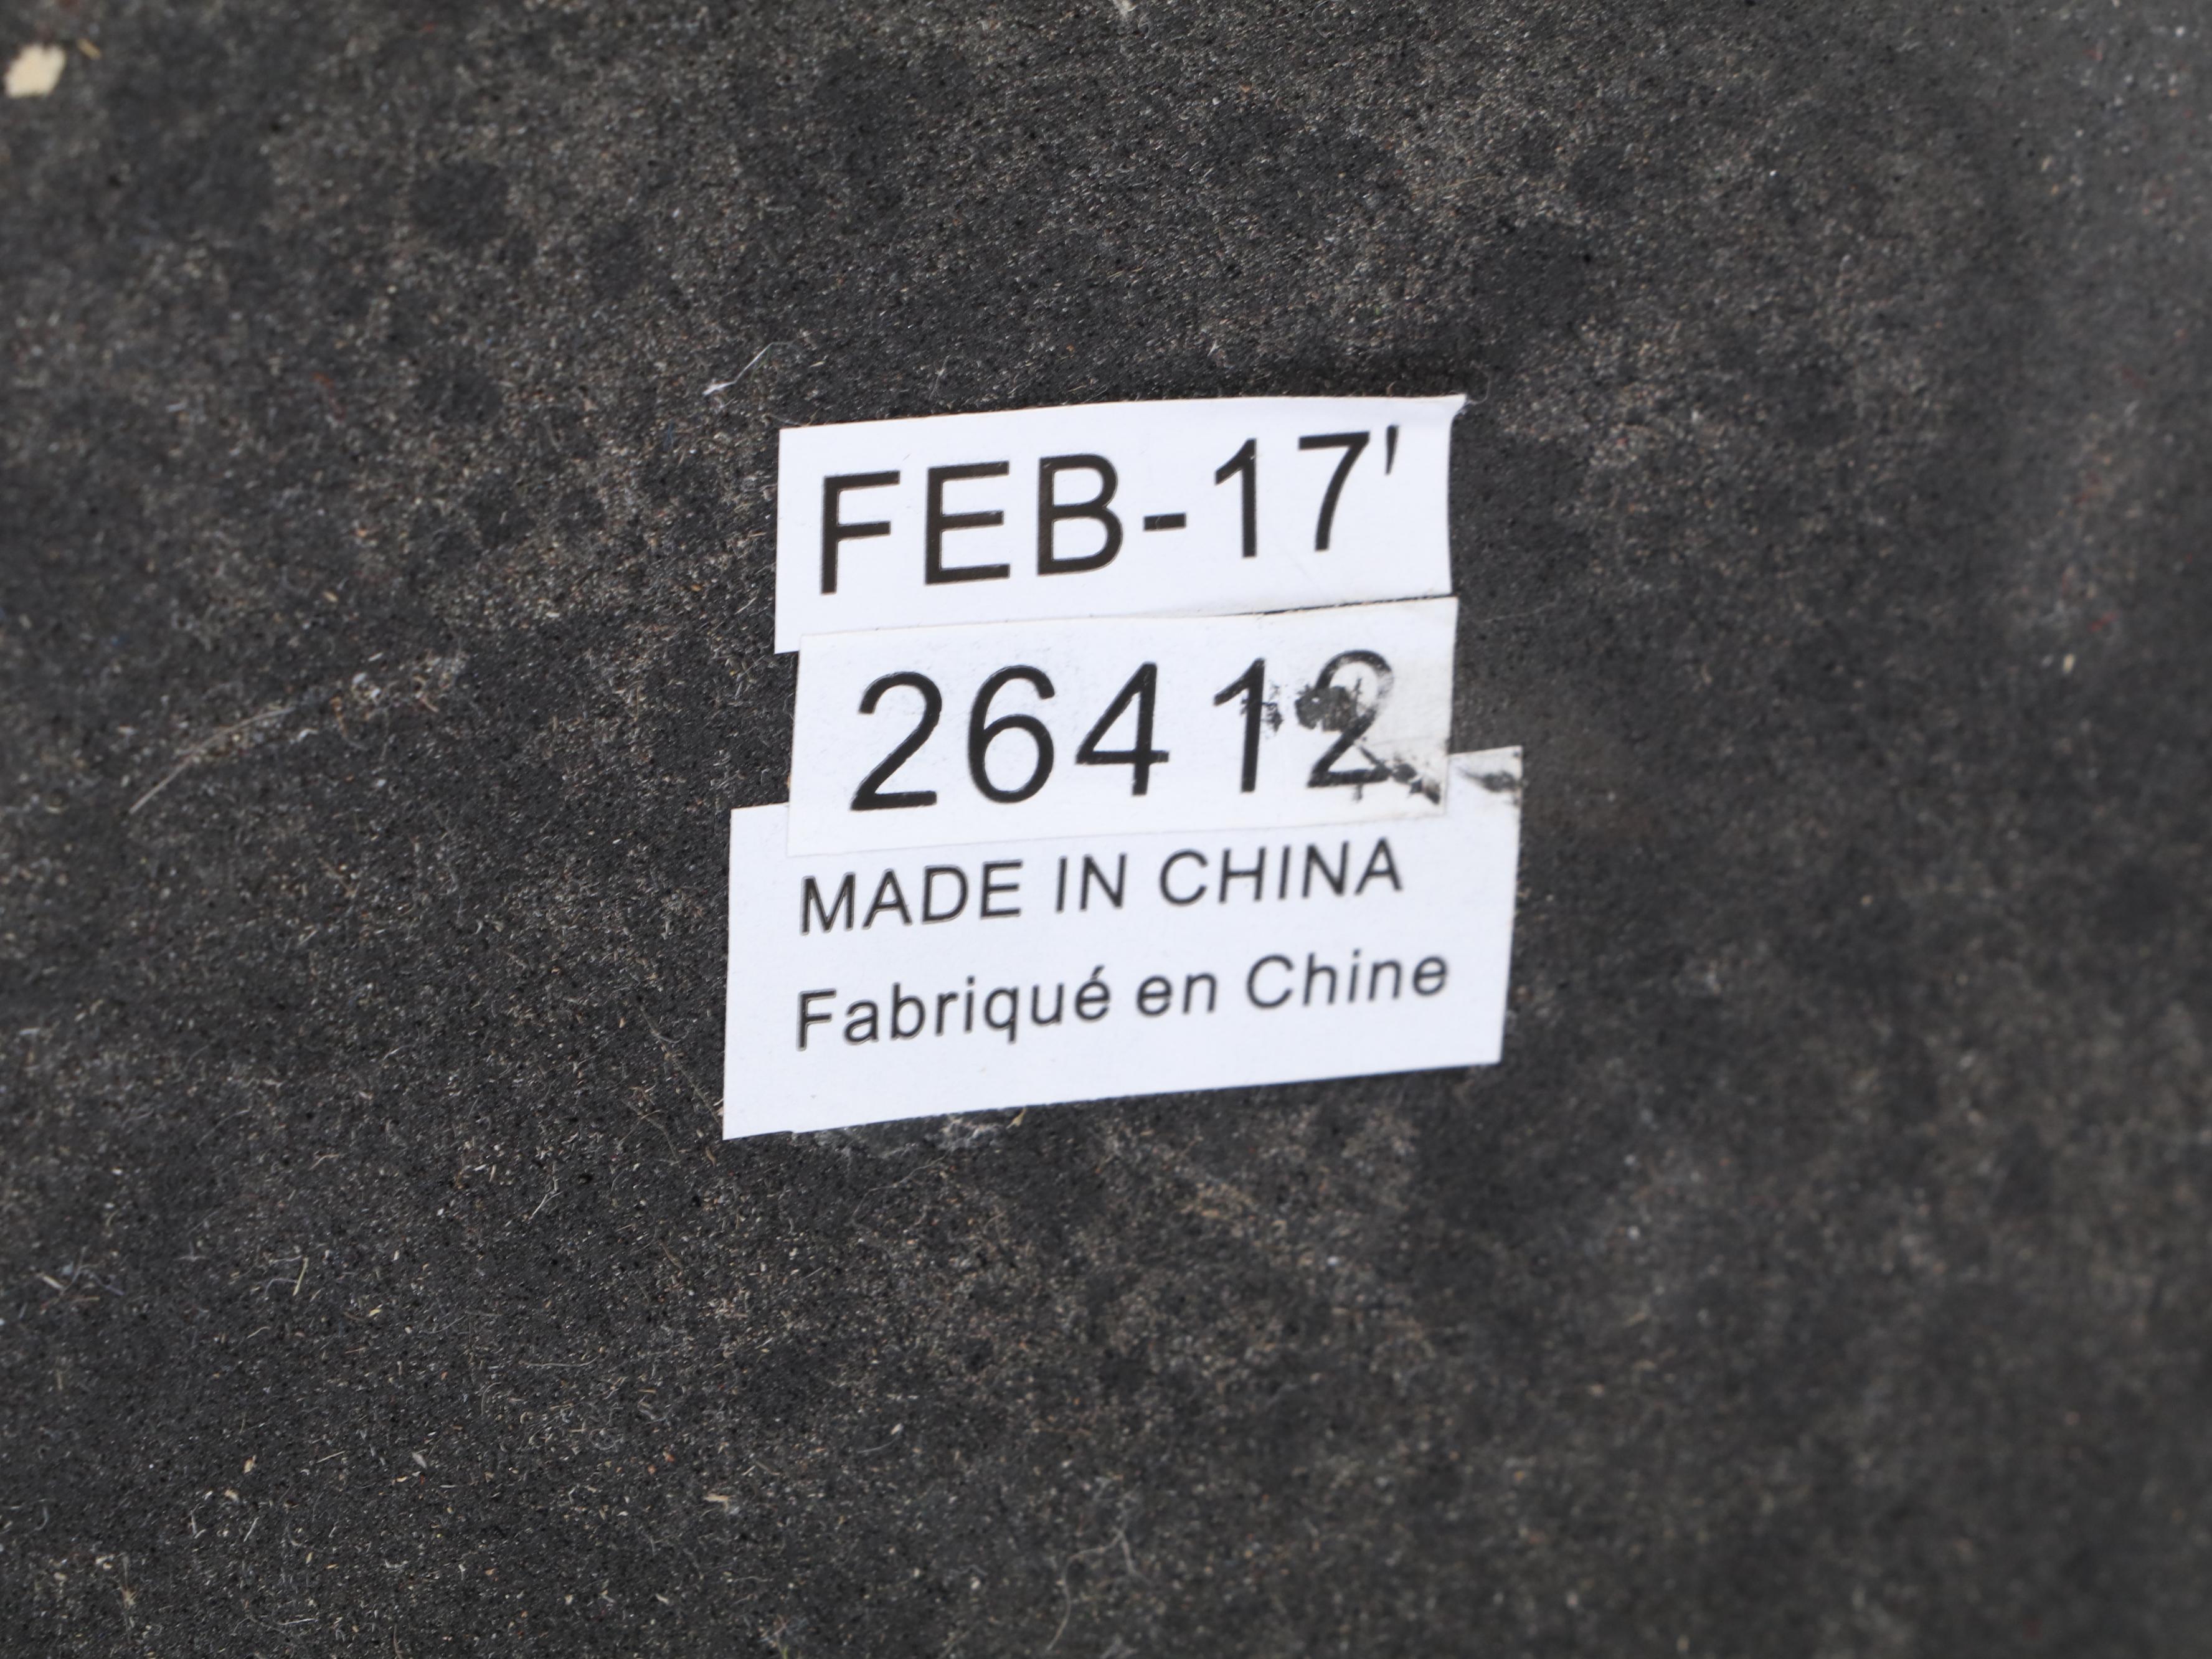 FEB-17'
26412
MADE IN CHINA
Fabriqué en Chine